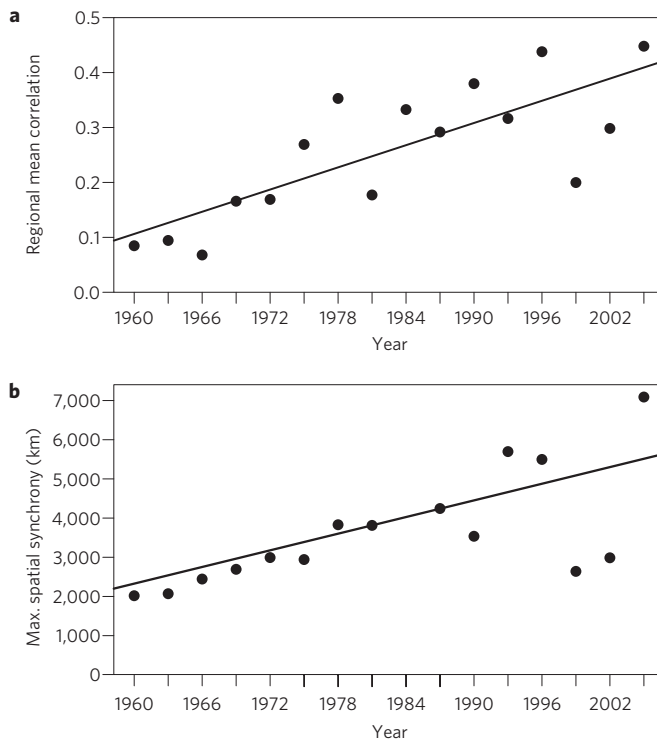 a
0.5
0.4
0.3
0.2
0.1
0.0
Regional mean correlation
1960 1966 1972 1978 1984 1990 1996 2002
Year
b
7,000
6,000
5,000
4,000
3,000
2,000
1,000
0
Max. spatial synchrony (km)
1960 1966 1972 1978 1984 1990 1996 2002
Year